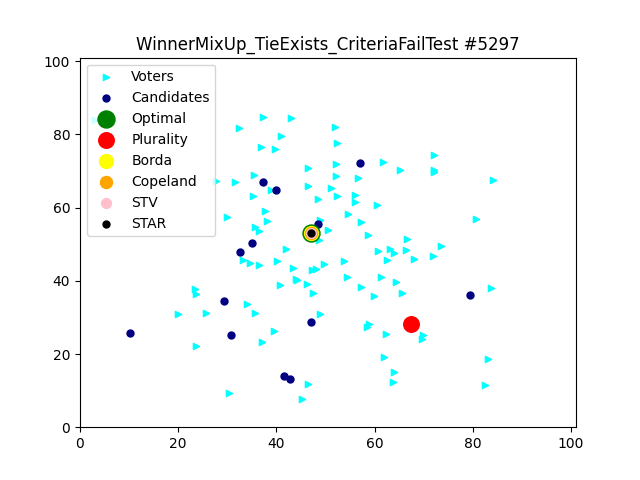 WinnerMixUp_TieExists_CriteriaFailTest #5297
100
80
60
40
20
0
Voters
Candidates
Optimal
Plurality
Borda
Copeland
STV
STAR
0 20 40 60 80 100